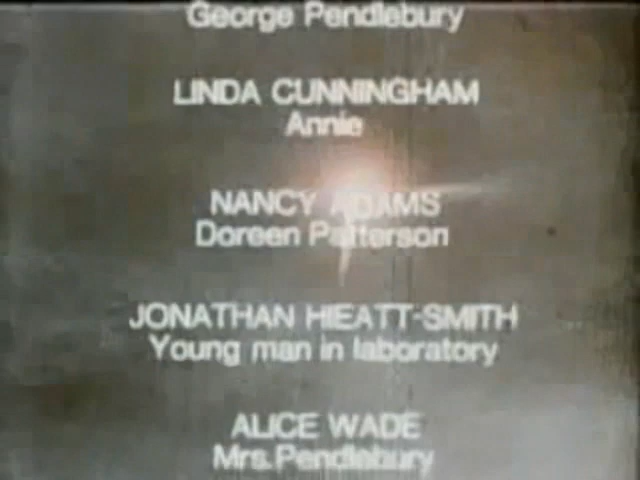 George Pendlebury
LINDA CUNNINGHAM
Annie
NANCY ADAMS
Doreen Patterson
JONATHAN HIEATT-SMITH
Young man in laboratory
ALICE WADE
Mrs. Pendlebury